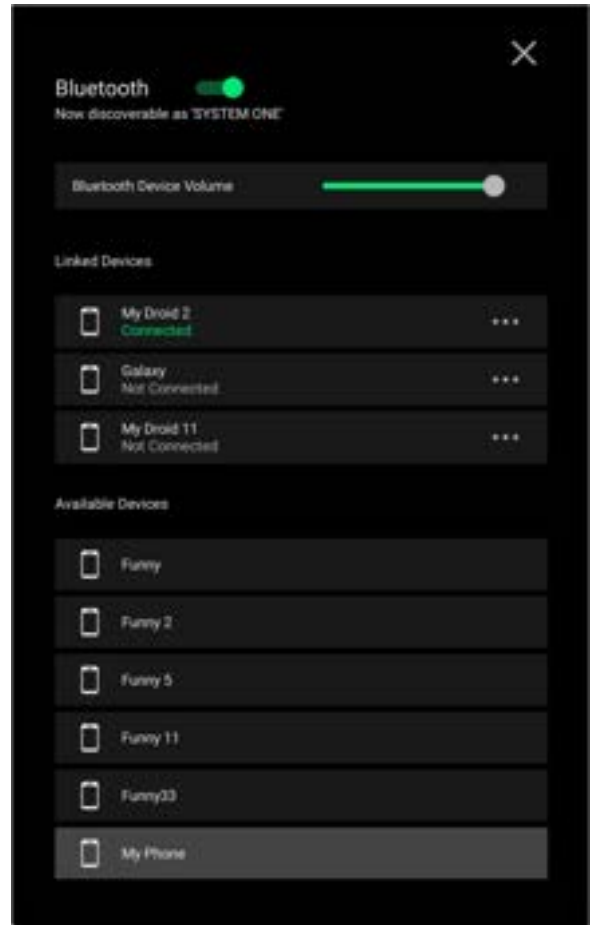 Bluetooth
Now discoverable as 'SYSTEM ONE'
Bluetooth Device Volume
Linked Devices
My Droid 2
Connected
Galaxy
Not Connected
My Droid 11
Not Connected
Available Devices
Funny
Funny 2
Funny 5
Funny 11
Funny33
My Phone